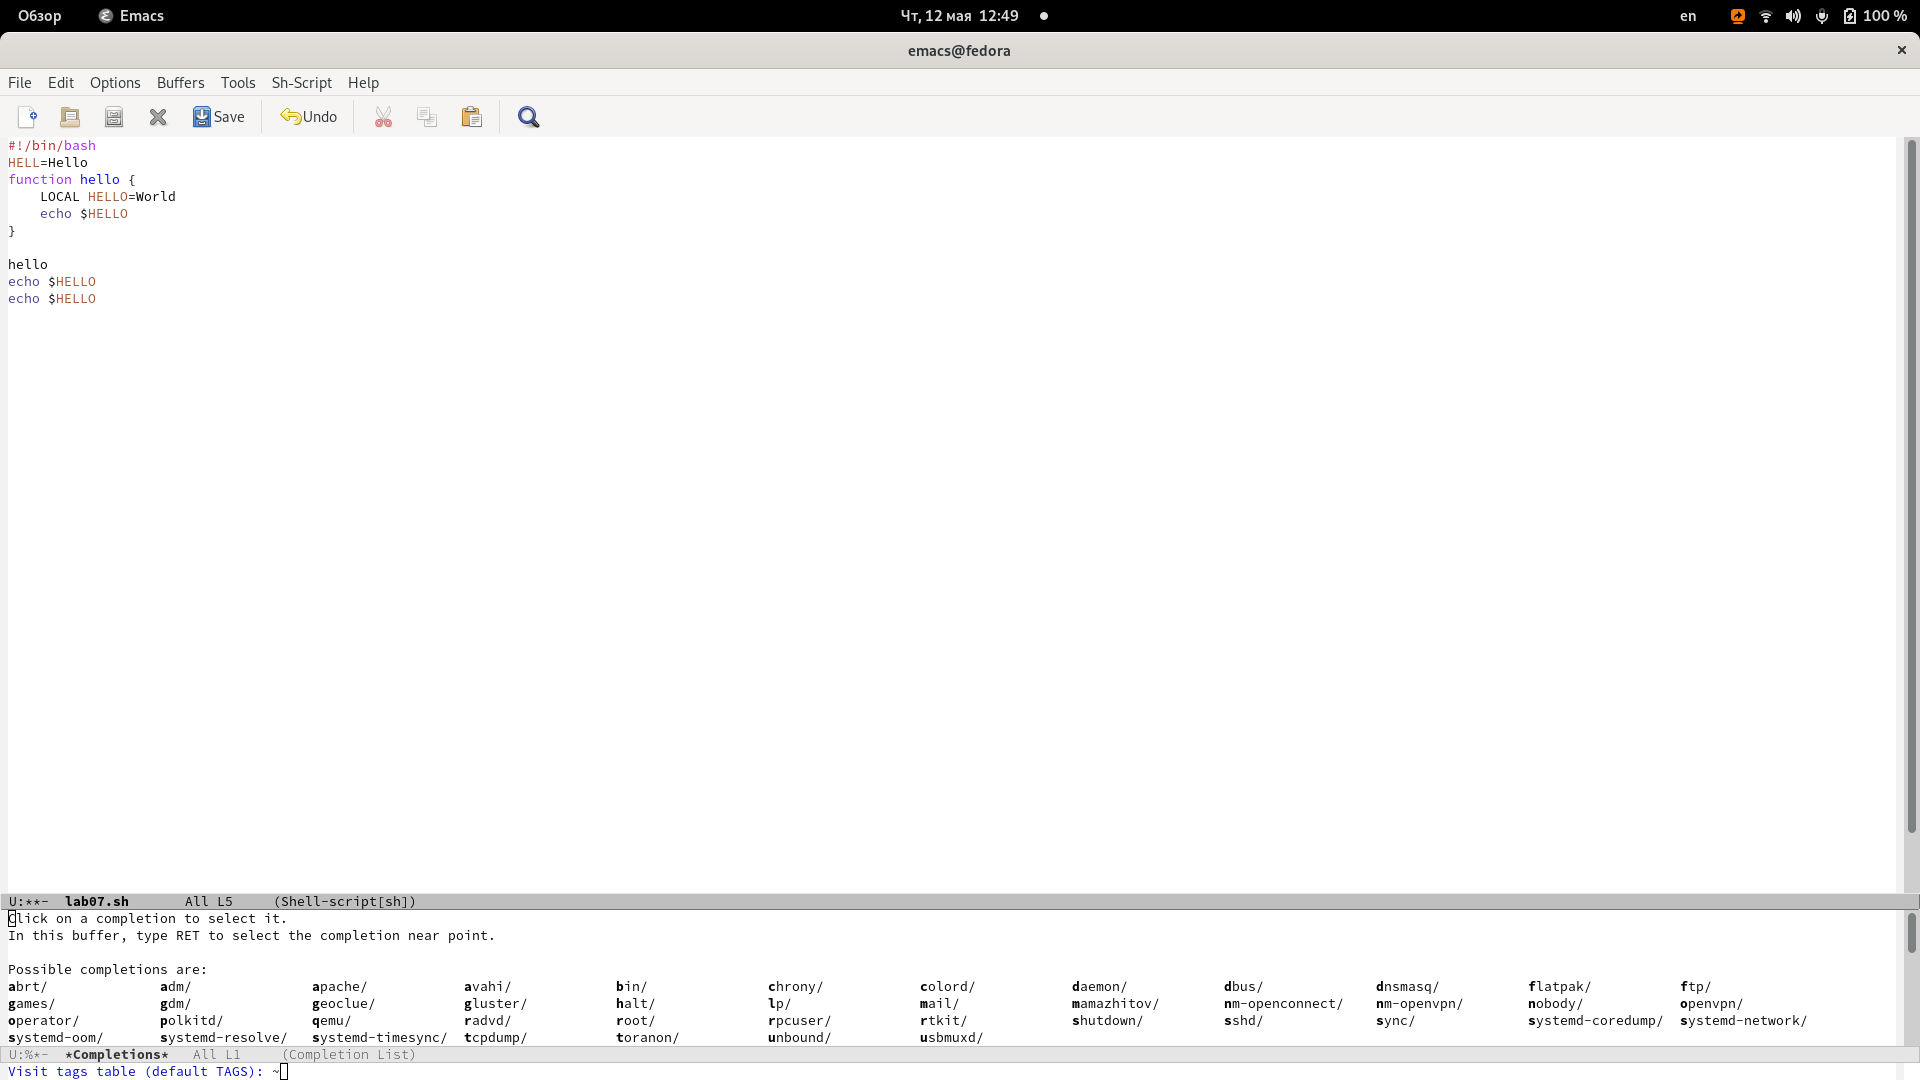 Обзор Emacs Чт, 12 мая 12:49 en 100 %
emacs@fedora
File Edit Options Buffers Tools Sh-Script Help
Save Undo
#!/bin/bash
HELL=Hello
function hello {
    LOCAL HELLO=World
    echo $HELLO
}
hello
echo $HELLO
echo $HELLO
U:**- lab07.sh All L5 (Shell-script[sh])
Click on a completion to select it.
In this buffer, type RET to select the completion near point.
Possible completions are:
abrt/ adm/ apache/ avahi/ bin/ chrony/ colord/ daemon/ dbus/ dnsmasq/ flatpak/ ftp/
games/ gdm/ geoclue/ gluster/ halt/ lp/ mail/ mamazhitov/ nm-openconnect/ nm-openvpn/ nobody/ openvpn/
operator/ polkitd/ qemu/ radvd/ root/ rpcuser/ rtkit/ shutdown/ sshd/ sync/ systemd-coredump/ systemd-network/
systemd-oom/ systemd-resolve/ systemd-timesync/ tcpdump/ toranon/ unbound/ usbmuxd/
U:%*- *Completions* All L1 (Completion List)
Visit tags table (default TAGS): ~